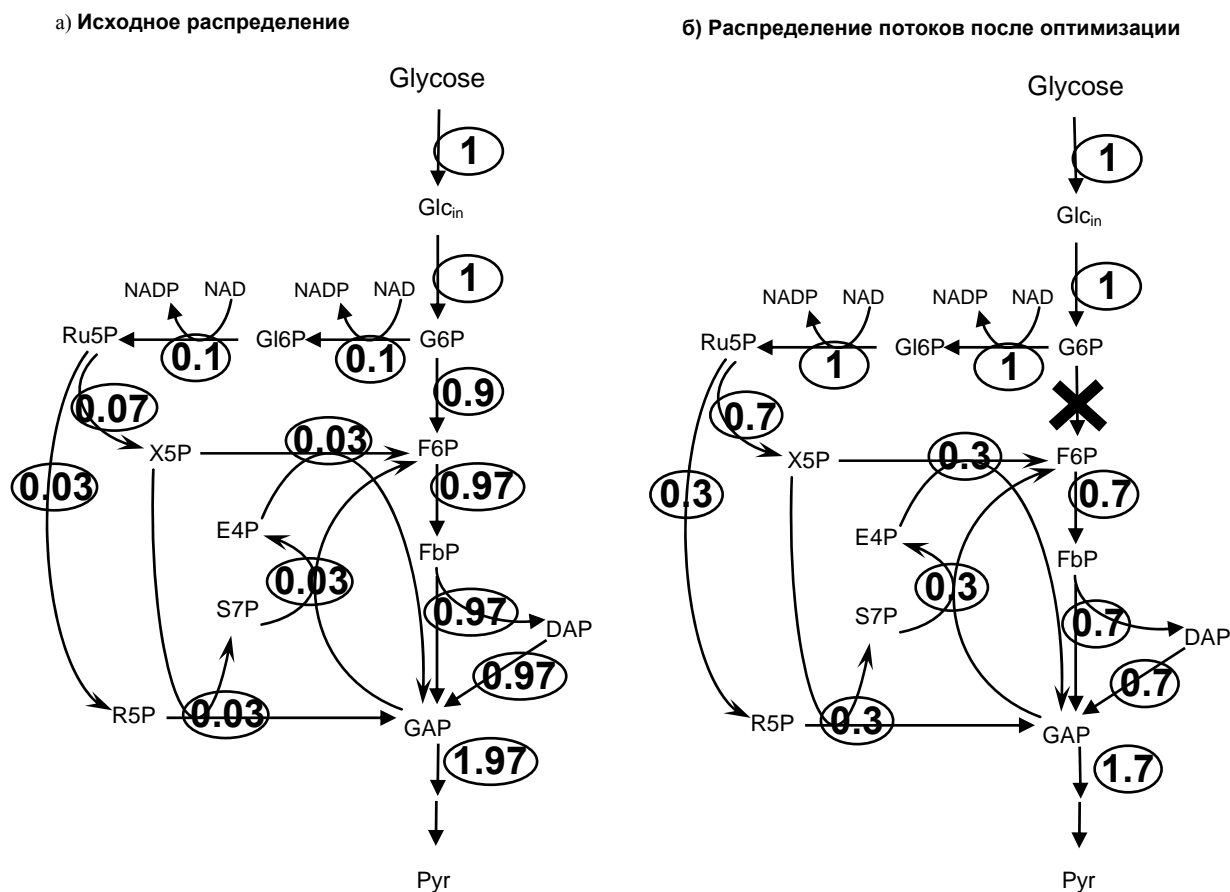 а) Исходное распределение
Glycose
1
Glc in
1
NADP NAD NADP NAD
Ru5P Gl6P G6P
0.1 0.1
0.9
0.07
X5P 0.03 F6P
0.03 0.97
E4P
FbP
0.03
S7P 0.97
DAP
0.97
R5P 0.03 GAP
1.97
Pyr
б) Распределение потоков после оптимизации
Glycose
1
Glc in
1
NADP NAD NADP NAD
Ru5P Gl6P G6P
1 1
0.7
X5P 0.3 F6P
0.3 0.7
E4P
FbP
0.3
S7P 0.7
DAP
0.7
R5P 0.3 GAP
1.7
Pyr